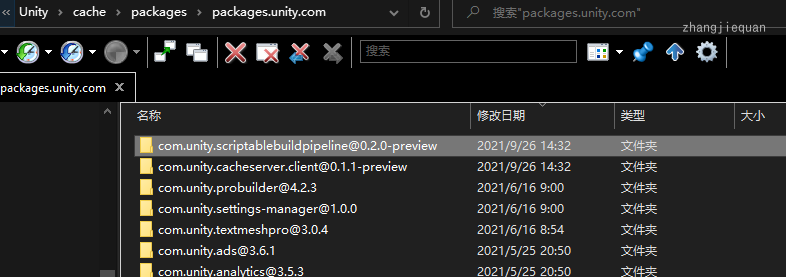 Unity > cache > packages > packages.unity.com
搜索"packages.unity.com"
zhangjiequan
搜索
packages.unity.com
名称 修改日期 类型 大小
com.unity.scriptablebuildpipeline@0.2.0-preview 2021/9/26 14:32 文件夹
com.unity.cacheserver.client@0.1.1-preview 2021/9/26 14:32 文件夹
com.unity.probuilder@4.2.3 2021/6/16 9:00 文件夹
com.unity.settings-manager@1.0.0 2021/6/16 9:00 文件夹
com.unity.textmeshpro@3.0.4 2021/6/16 8:54 文件夹
com.unity.ads@3.6.1 2021/5/25 20:50 文件夹
com.unity.analytics@3.5.3 2021/5/25 20:50 文件夹